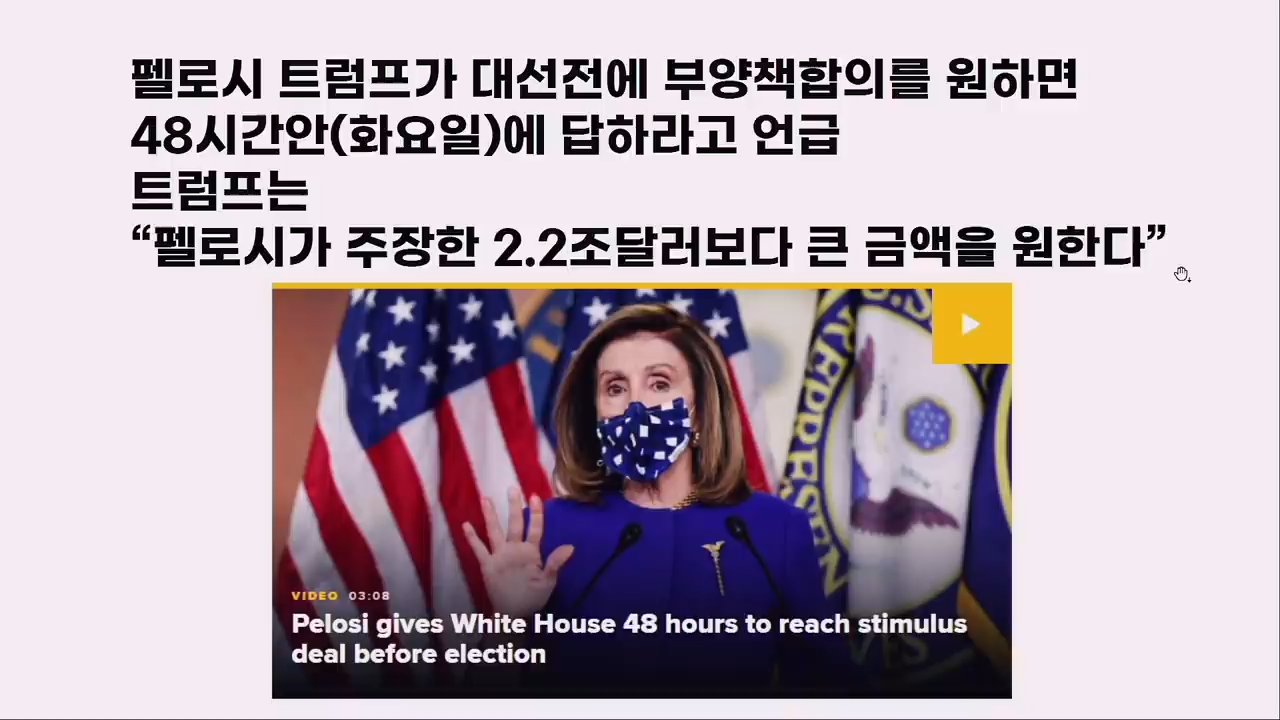 펠로시 트럼프가 대선전에 부양책합의를 원하면
48시간안(화요일)에 답하라고 언급
트럼프는
“펠로시가 주장한 2.2조달러보다 큰 금액을 원한다”
U.S.
REPRESEN
VES
VIDEO 03:08
Pelosi gives White House 48 hours to reach stimulus
deal before election